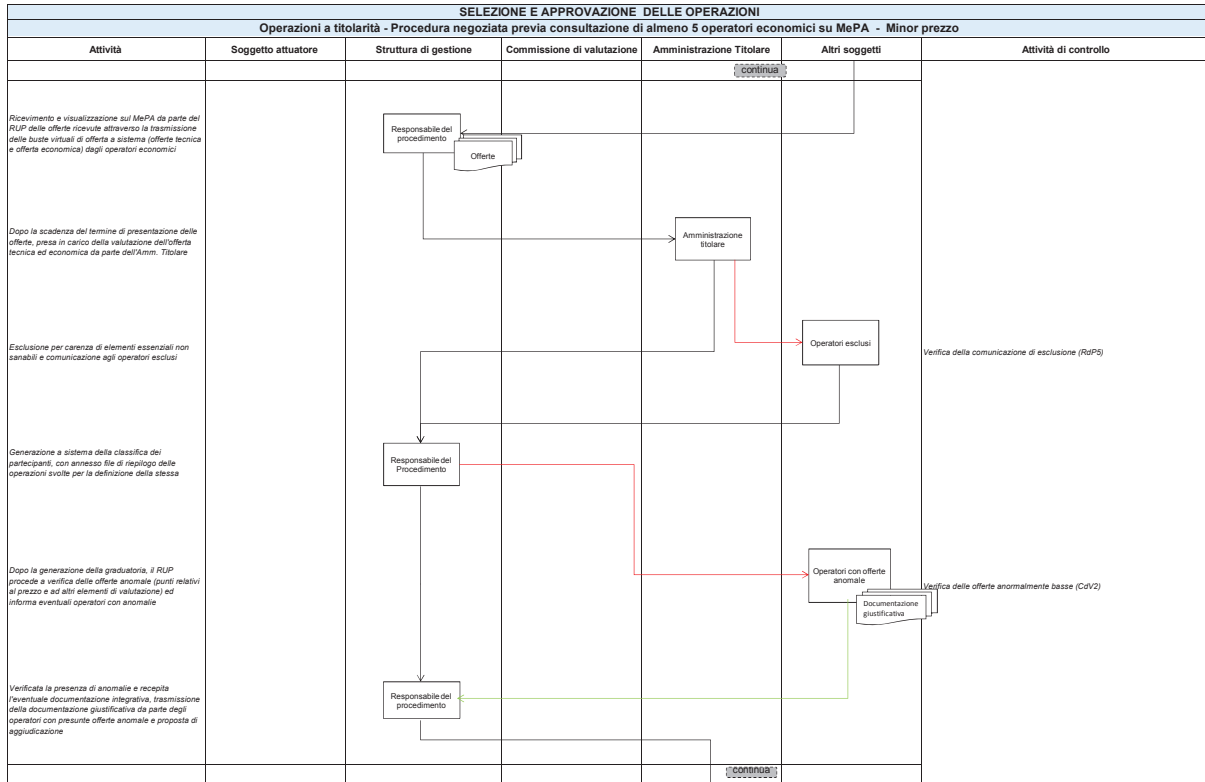 SELEZIONE E APPROVAZIONE DELLE OPERAZIONI
Operazioni a titolarità - Procedura negoziata previa consultazione di almeno 5 operatori economici su MePA - Minor prezzo
Attività
Soggetto attuatore
Struttura di gestione
Commissione di valutazione
Amministrazione Titolare
Altri soggetti
Attività di controllo
continua
Ricevimento e visualizzazione sul MePA da parte del
RUP delle offerte ricevute attraverso la trasmissione
delle buste virtuali di offerta a sistema (offerte tecnica
e offerta economica) dagli operatori economici
Responsabile del
procedimento
Offerte
Dopo la scadenza del termine di presentazione delle
offerte, presa in carico della valutazione dell'offerta
tecnica ed economica da parte dell'Amm. Titolare
Amministrazione
titolare
Esclusione per carenza di elementi essenziali non
sanabili e comunicazione agli operatori esclusi
Operatori esclusi
Verifica della comunicazione di esclusione (RdP5)
Generazione a sistema della classifica dei
partecipanti, con annesso file di riepilogo delle
operazioni svolte per la definizione della stessa
Responsabile del
Procedimento
Dopo la generazione della graduatoria, il RUP
procede a verifica delle offerte anomale (punti relativi
al prezzo e ad altri elementi di valutazione) ed
informa eventuali operatori con anomalie
Operatori con offerte
anomale
Documentazione
giustificativa
Verifica delle offerte anormalmente basse (CdV2)
Verificata la presenza di anomalie e recepita
l'eventuale documentazione integrativa, trasmissione
della documentazione giustificativa da parte degli
operatori con presunte offerte anomale e proposta di
aggiudicazione
Responsabile del
procedimento
continua